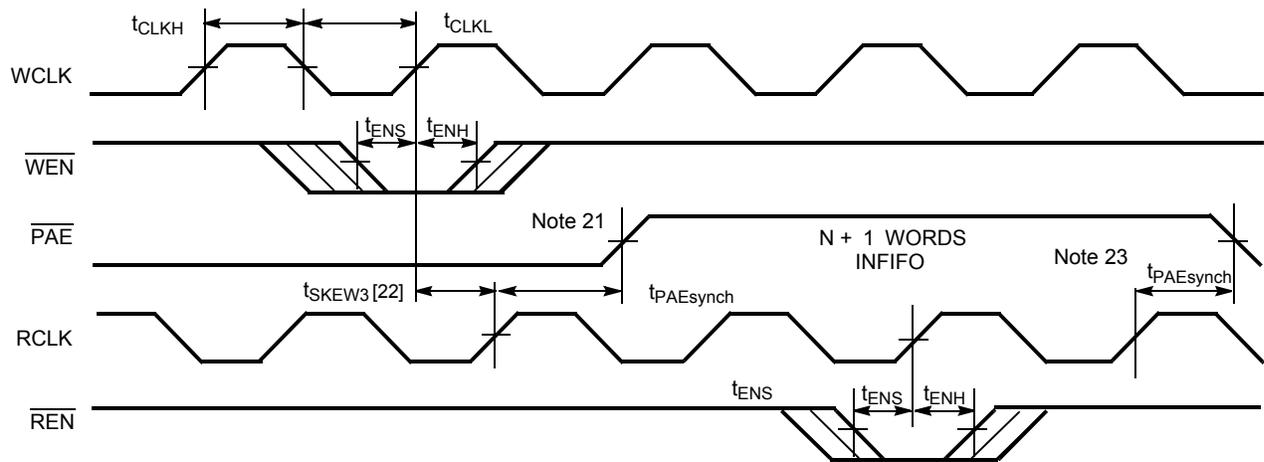 tCLKH
tCLKL
WCLK
tENS
tENH
WEN
Note 21
PAE
N + 1 WORDS
INFIFO
Note 23
tPAEsynch
tSKEW3 [22]
tPAEsynch
RCLK
tENS
tENS
tENH
REN